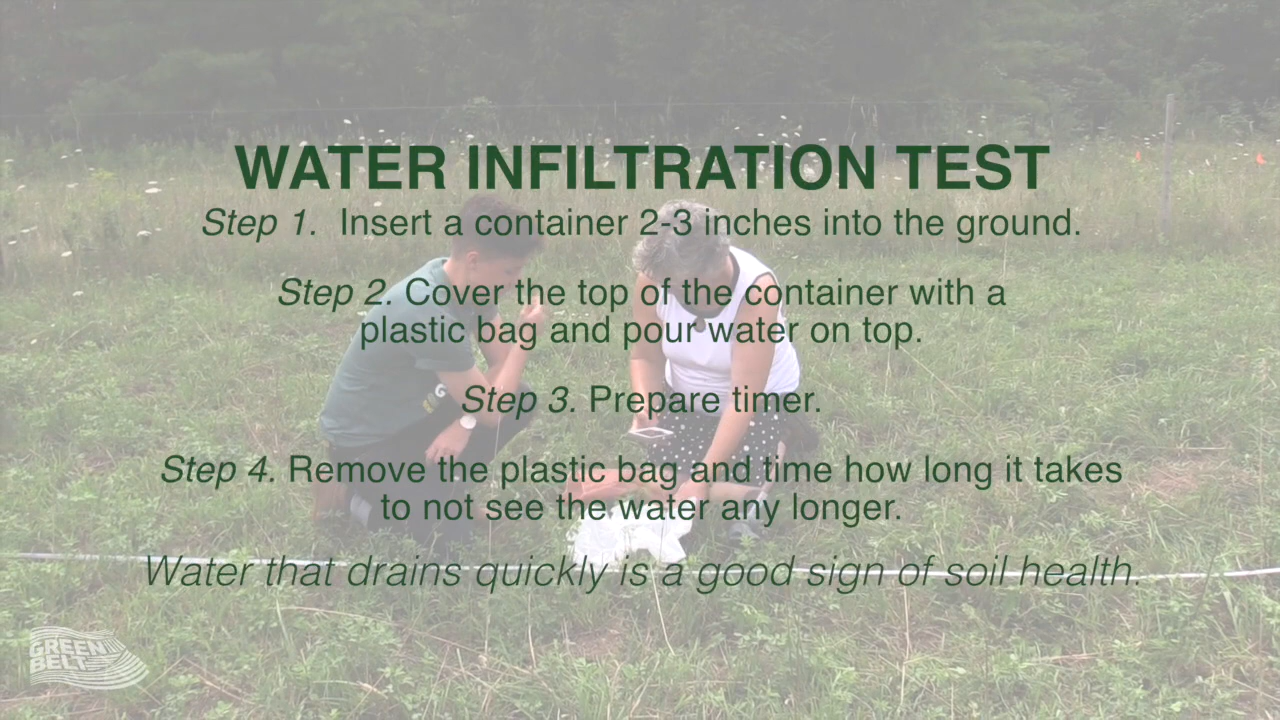 WATER INFILTRATION TEST
Step 1.  Insert a container 2-3 inches into the ground.
Step 2. Cover the top of the container with a
plastic bag and pour water on top.
Step 3. Prepare timer.
Step 4. Remove the plastic bag and time how long it takes
to not see the water any longer.
Water that drains quickly is a good sign of soil health.
GREEN
BELT